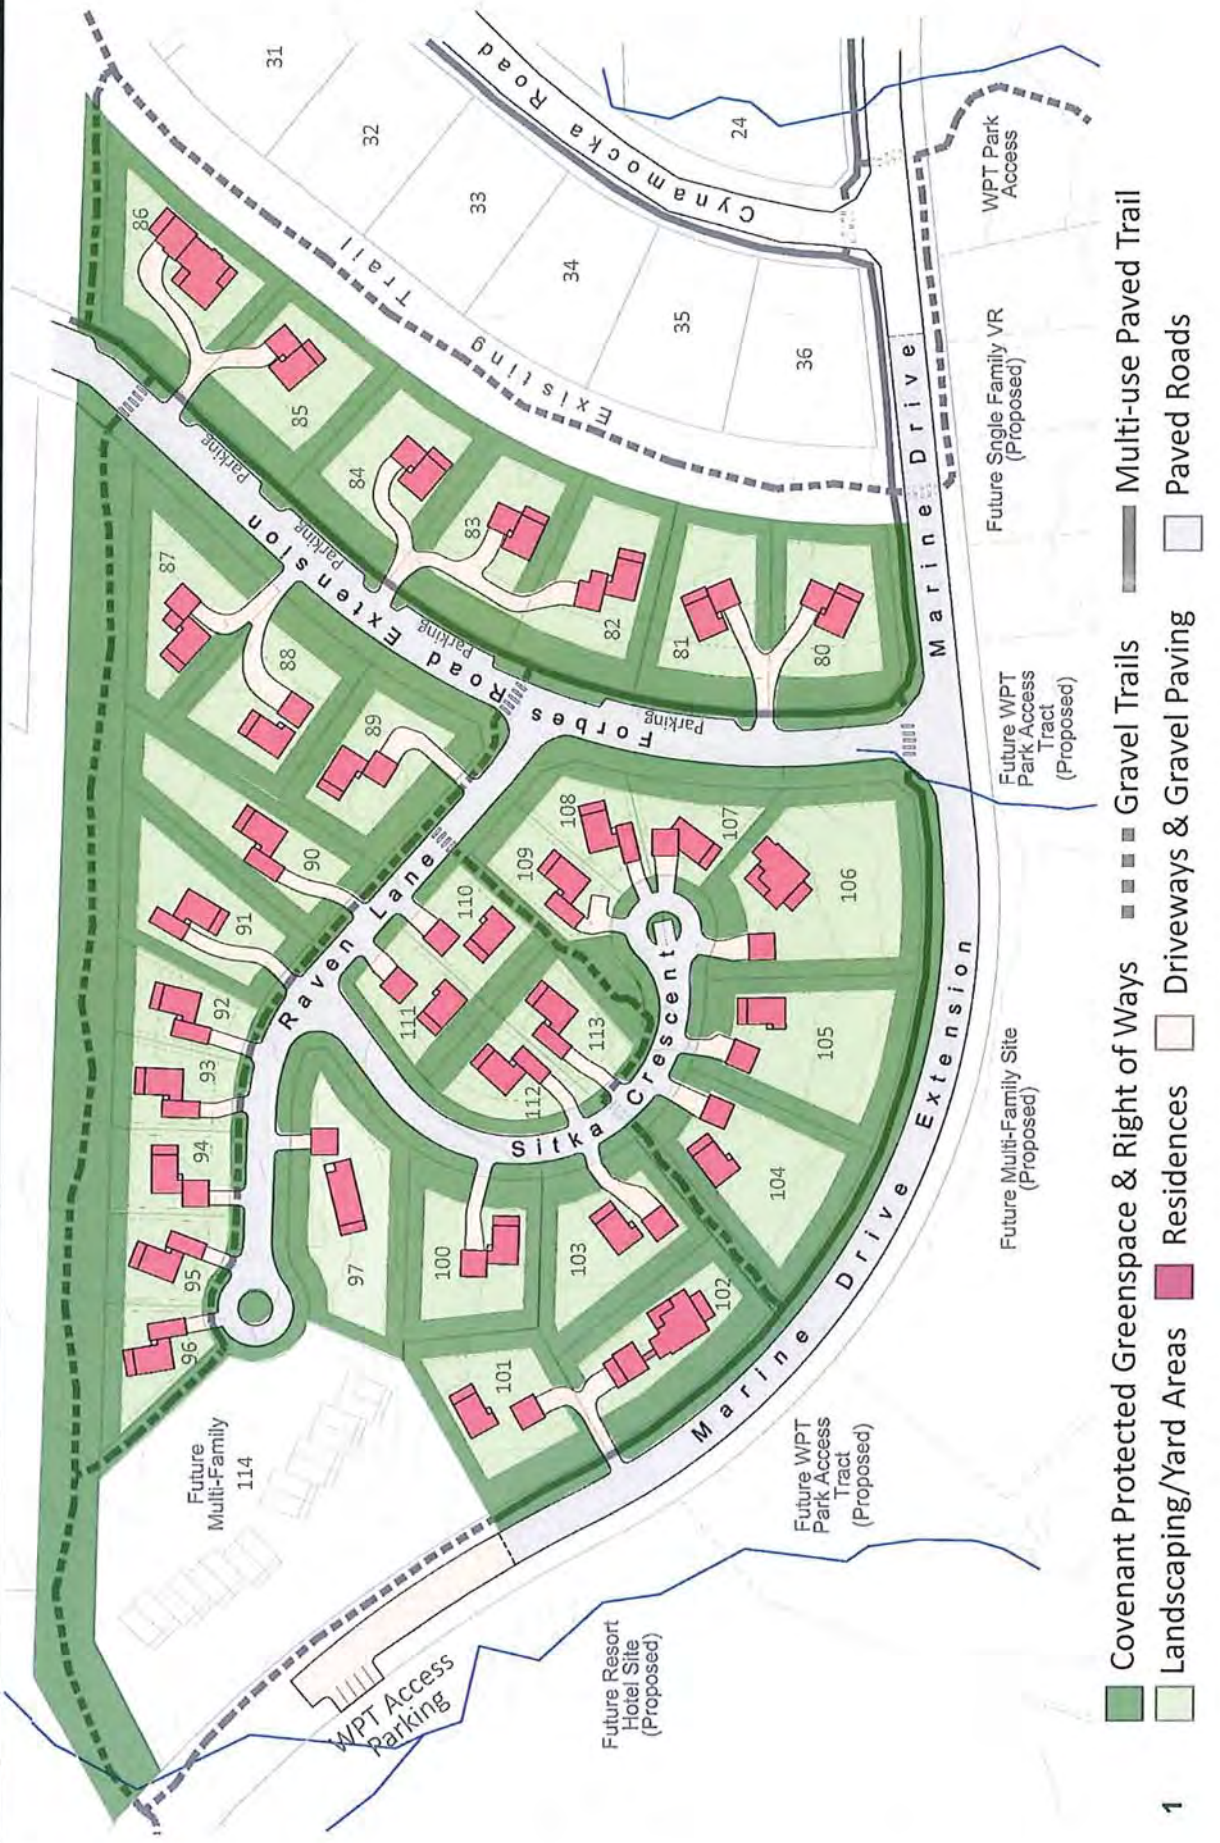 31
32
33
34
35
36
24
Cynamocka Road
Existing Trail
WPT Park
Access
86
85
84
83
82
81
80
Parking
Parking
Parking
Parking
Forbes Road Extension
Marine Drive
Future Sngle Family VR
(Proposed)
87
88
89
90
91
92
93
94
95
96
97
Raven Lane
Sitka Crescent
100
101
102
103
104
105
106
107
108
109
110
111
112
113
Future WPT
Park Access
Tract
(Proposed)
Marine Drive Extension
Future Multi-Family Site
(Proposed)
Future
Multi-Family
114
Future WPT
Park Access
Tract
(Proposed)
WPT Access
Parking
Future Resort
Hotel Site
(Proposed)
Covenant Protected Greenspace & Right of Ways
Gravel Trails
Multi-use Paved Trail
Landscaping/Yard Areas
Residences
Driveways & Gravel Paving
Paved Roads
1